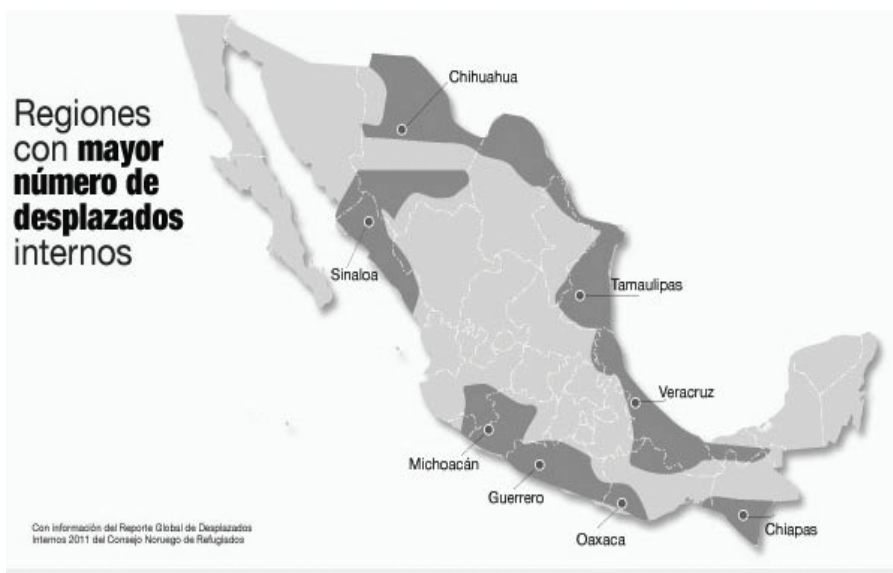 Regiones
con mayor
número de
desplazados
internos
Chihuahua
Sinaloa
Tamaulipas
Veracruz
Michoacán
Guerrero
Oaxaca
Chiapas
Con información del Reporte Global de Desplazados
Internos 2011 del Consejo Noruego de Refugiados